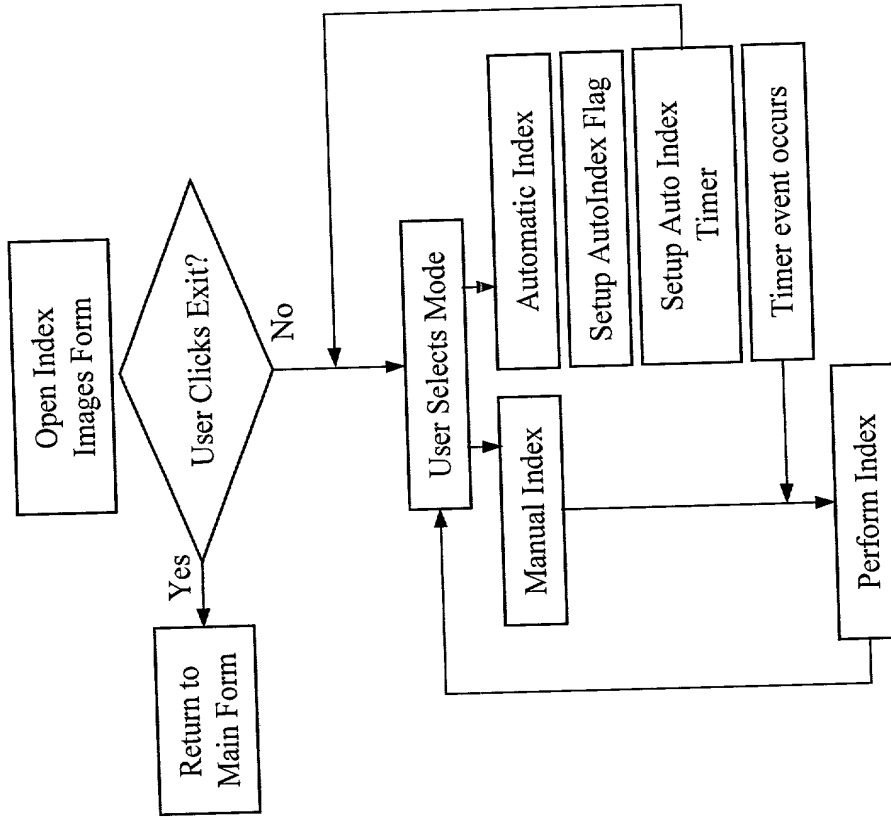 Open Index
Images Form
User Clicks Exit?
Yes
No
Return to
Main Form
User Selects Mode
Manual Index
Automatic Index
Setup AutoIndex Flag
Setup Auto Index
Timer
Timer event occurs
Perform Index